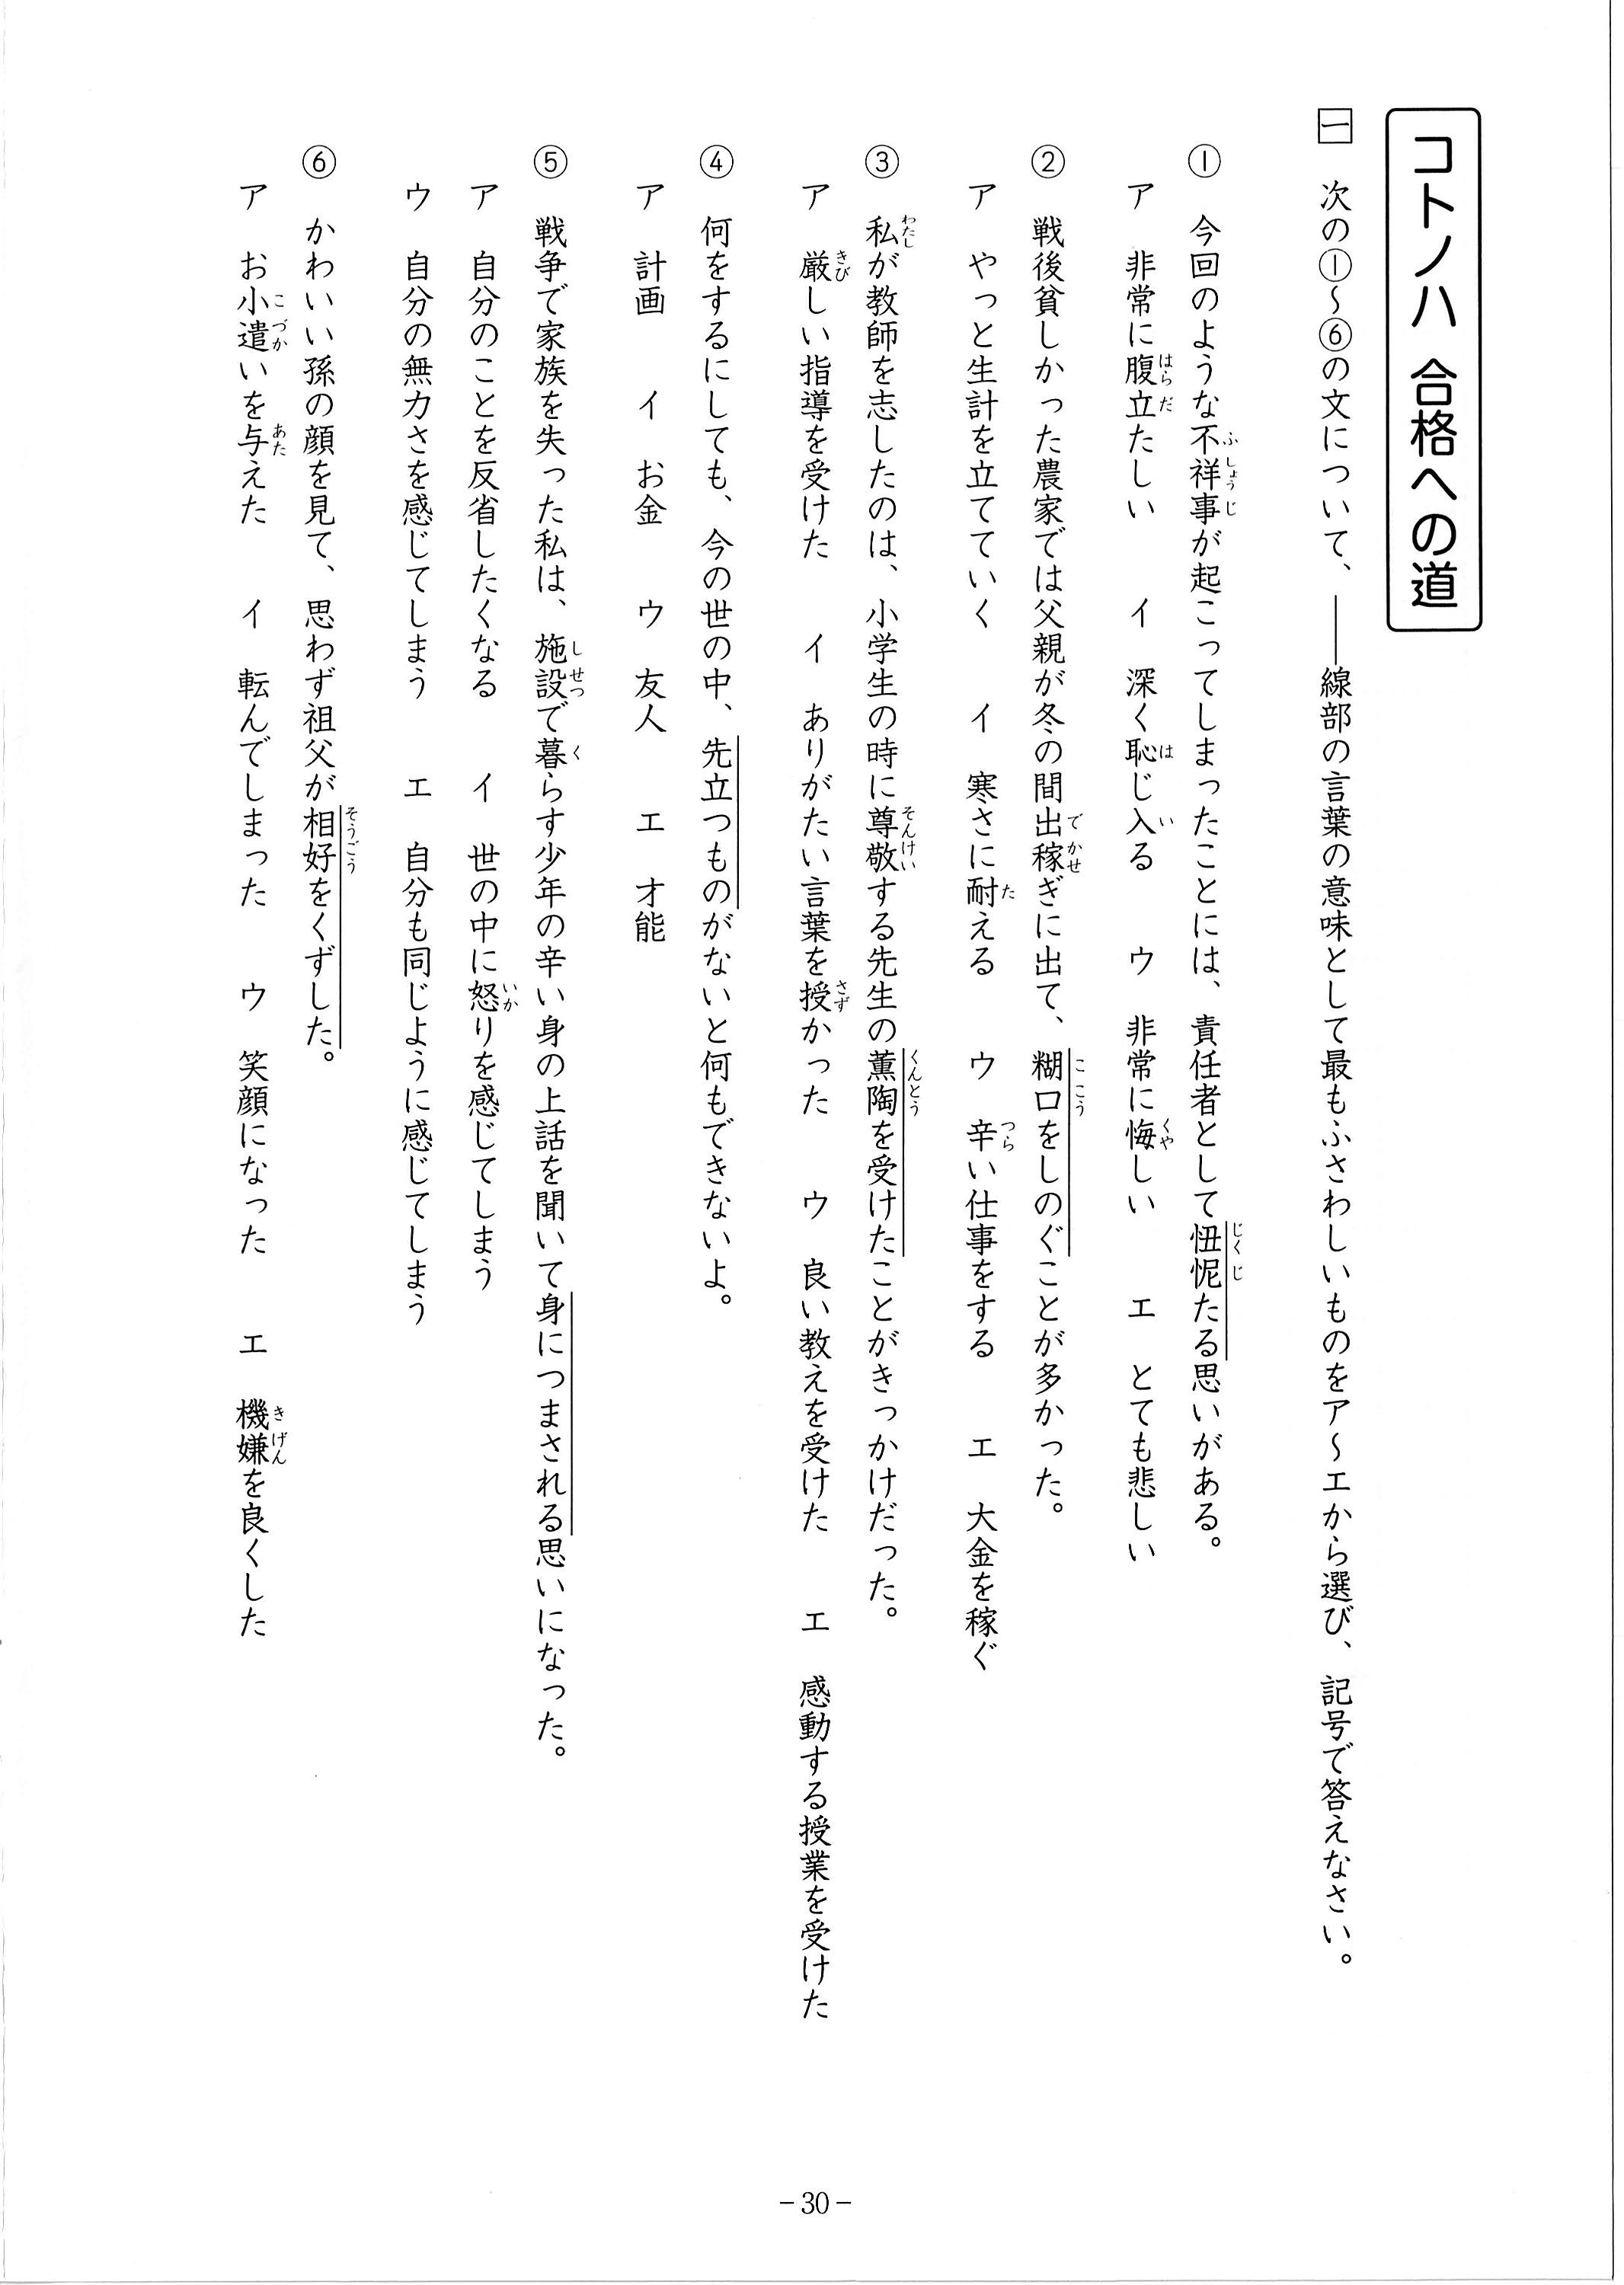 コトノハ 合格への道
一 次の①～⑥の文について、――線部の言葉の意味として最もふさわしいものをア～エから選び、記号で答えなさい。
① 今回のような不祥事が起こってしまったことには、責任者として忸怩たる思いがある。
ア 非常に腹立たしい イ 深く恥じ入る ウ 非常に悔しい エ とても悲しい
② 戦後貧しかった農家では父親が冬の間出稼ぎに出て、糊口をしのぐことが多かった。
ア やっと生計を立てていく イ 寒さに耐える ウ 辛い仕事をする エ 大金を稼ぐ
③ 私が教師を志したのは、小学生の時に尊敬する先生の薫陶を受けたことがきっかけだった。
ア 厳しい指導を受けた イ ありがたい言葉を授かった ウ 良い教えを受けた エ 感動する授業を受けた
④ 何をするにしても、今の世の中、先立つものがないと何もできないよ。
ア 計画 イ お金 ウ 友人 エ 才能
⑤ 戦争で家族を失った私は、施設で暮らす少年の辛い身の上話を聞いて身につまされる思いになった。
ア 自分のことを反省したくなる イ 世の中に怒りを感じてしまう
ウ 自分の無力さを感じてしまう エ 自分も同じように感じてしまう
⑥ かわいい孫の顔を見て、思わず祖父が相好をくずした。
ア お小遣いを与えた イ 転んでしまった ウ 笑顔になった エ 機嫌を良くした
-30-